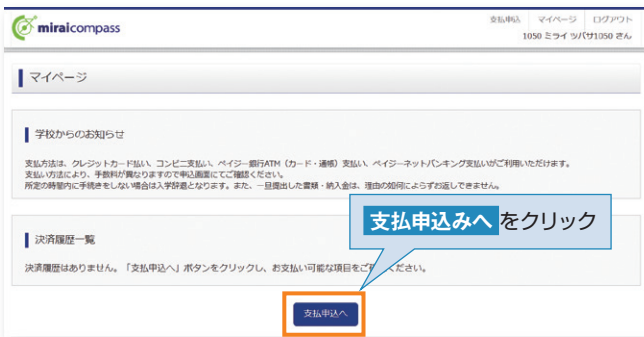 miraicompass
支払申込 マイページ ログアウト
1050 ミライ ツバサ1050 さん
マイページ
学校からのお知らせ
支払方法は、クレジットカード払い、コンビニ支払い、ペイジー銀行ATM（カード・通帳）支払い、ペイジーネットバンキング支払いがご利用いただけます。
支払い方法により、手数料が異なりますので申込画面にてご確認ください。
所定の時間内に手続きをしない場合は入学辞退となります。また、一旦提出した書類・納入金は、理由の如何によらずお返しできません。
支払申込みへ をクリック
決済履歴一覧
決済履歴はありません。「支払申込へ」ボタンをクリックし、お支払い可能な項目をご ください。
支払申込へ